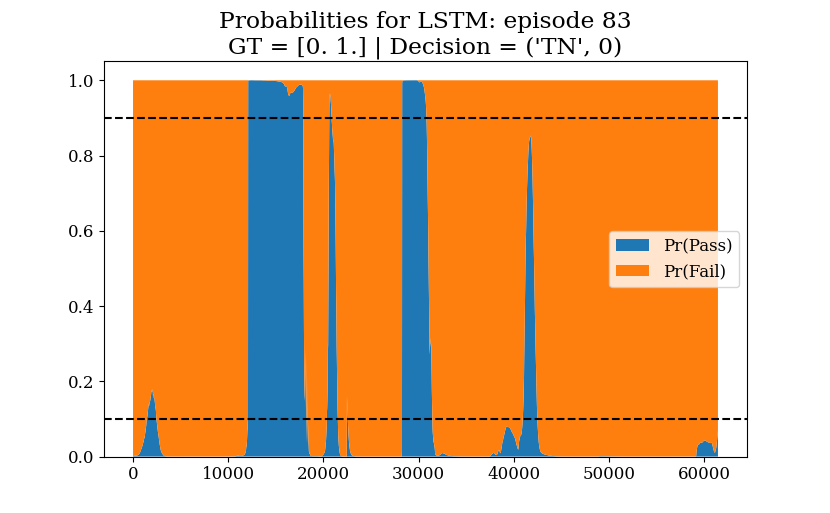 Probabilities for LSTM: episode 83
GT = [0. 1.] | Decision = ('TN', 0)
1.0
0.8
0.6
0.4
0.2
0.0
Pr(Pass)
Pr(Fail)
0 10000 20000 30000 40000 50000 60000